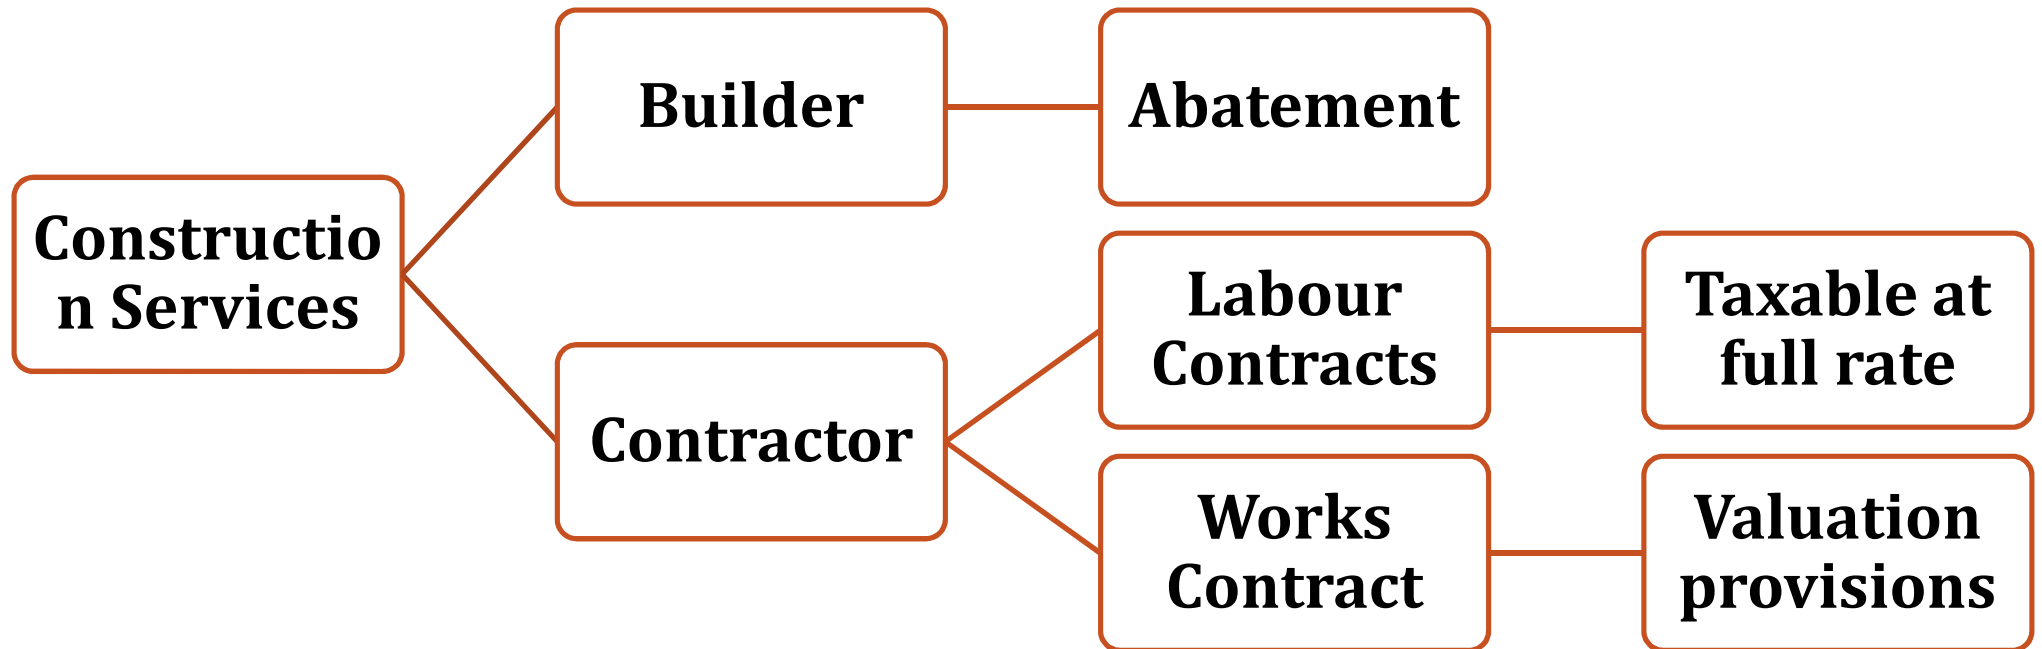 Constructio
n Services
Builder
Abatement
Contractor
Labour
Contracts
Taxable at
full rate
Works
Contract
Valuation
provisions